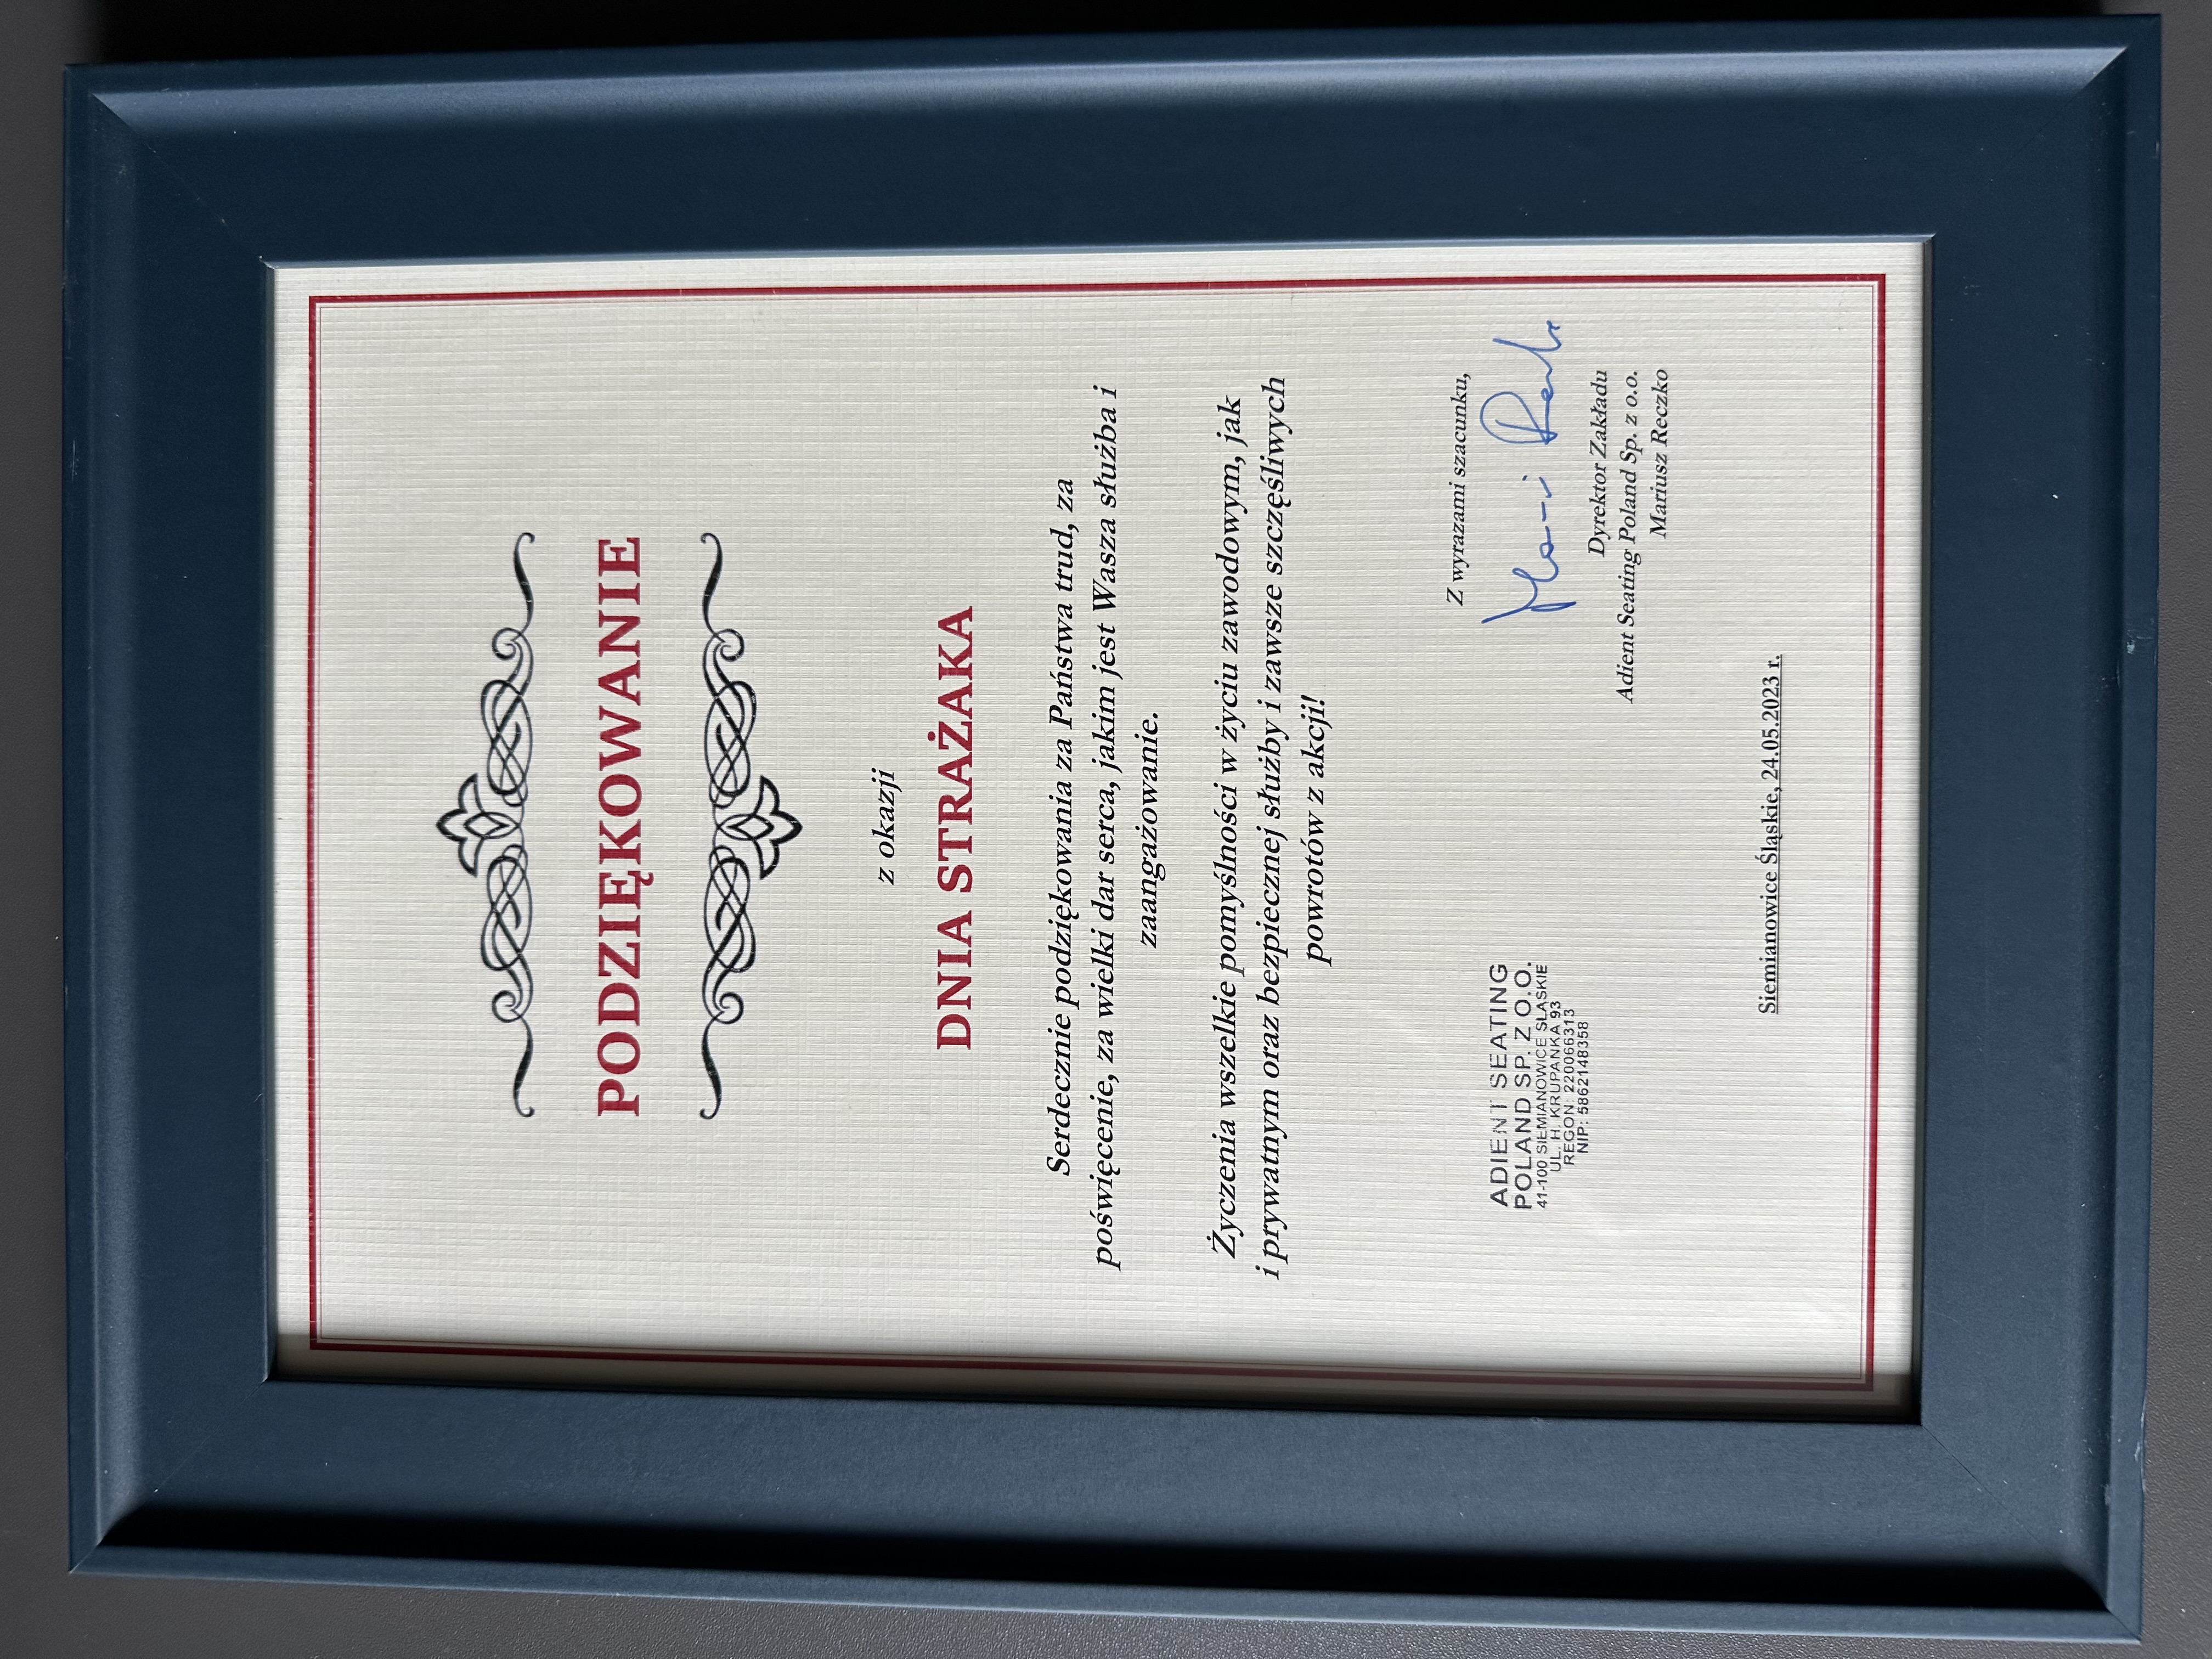 PODZIĘKOWANIE
z okazji
DNIA STRAŻAKA
Serdecznie podziękowania za Państwa trud, za
poświęcenie, za wielki dar serca, jakim jest Wasza służba i
zaangażowanie.
Życzenia wszelkie pomyślności w życiu zawodowym, jak
i prywatnym oraz bezpiecznej służby i zawsze szczęśliwych
powrotów z akcji!
Z wyrazami szacunku,
Dyrektor Zakładu
Adient Seating Poland Sp. z o.o.
Mariusz Reczko
ADIENT SEATING
POLAND SP. Z O.O.
41-100 SIEMIANOWICE ŚLĄSKIE
UL. H. KRUPANKA 93
REGON: 220066313
NIP: 5862148358
Siemianowice Śląskie, 24.05.2023 r.